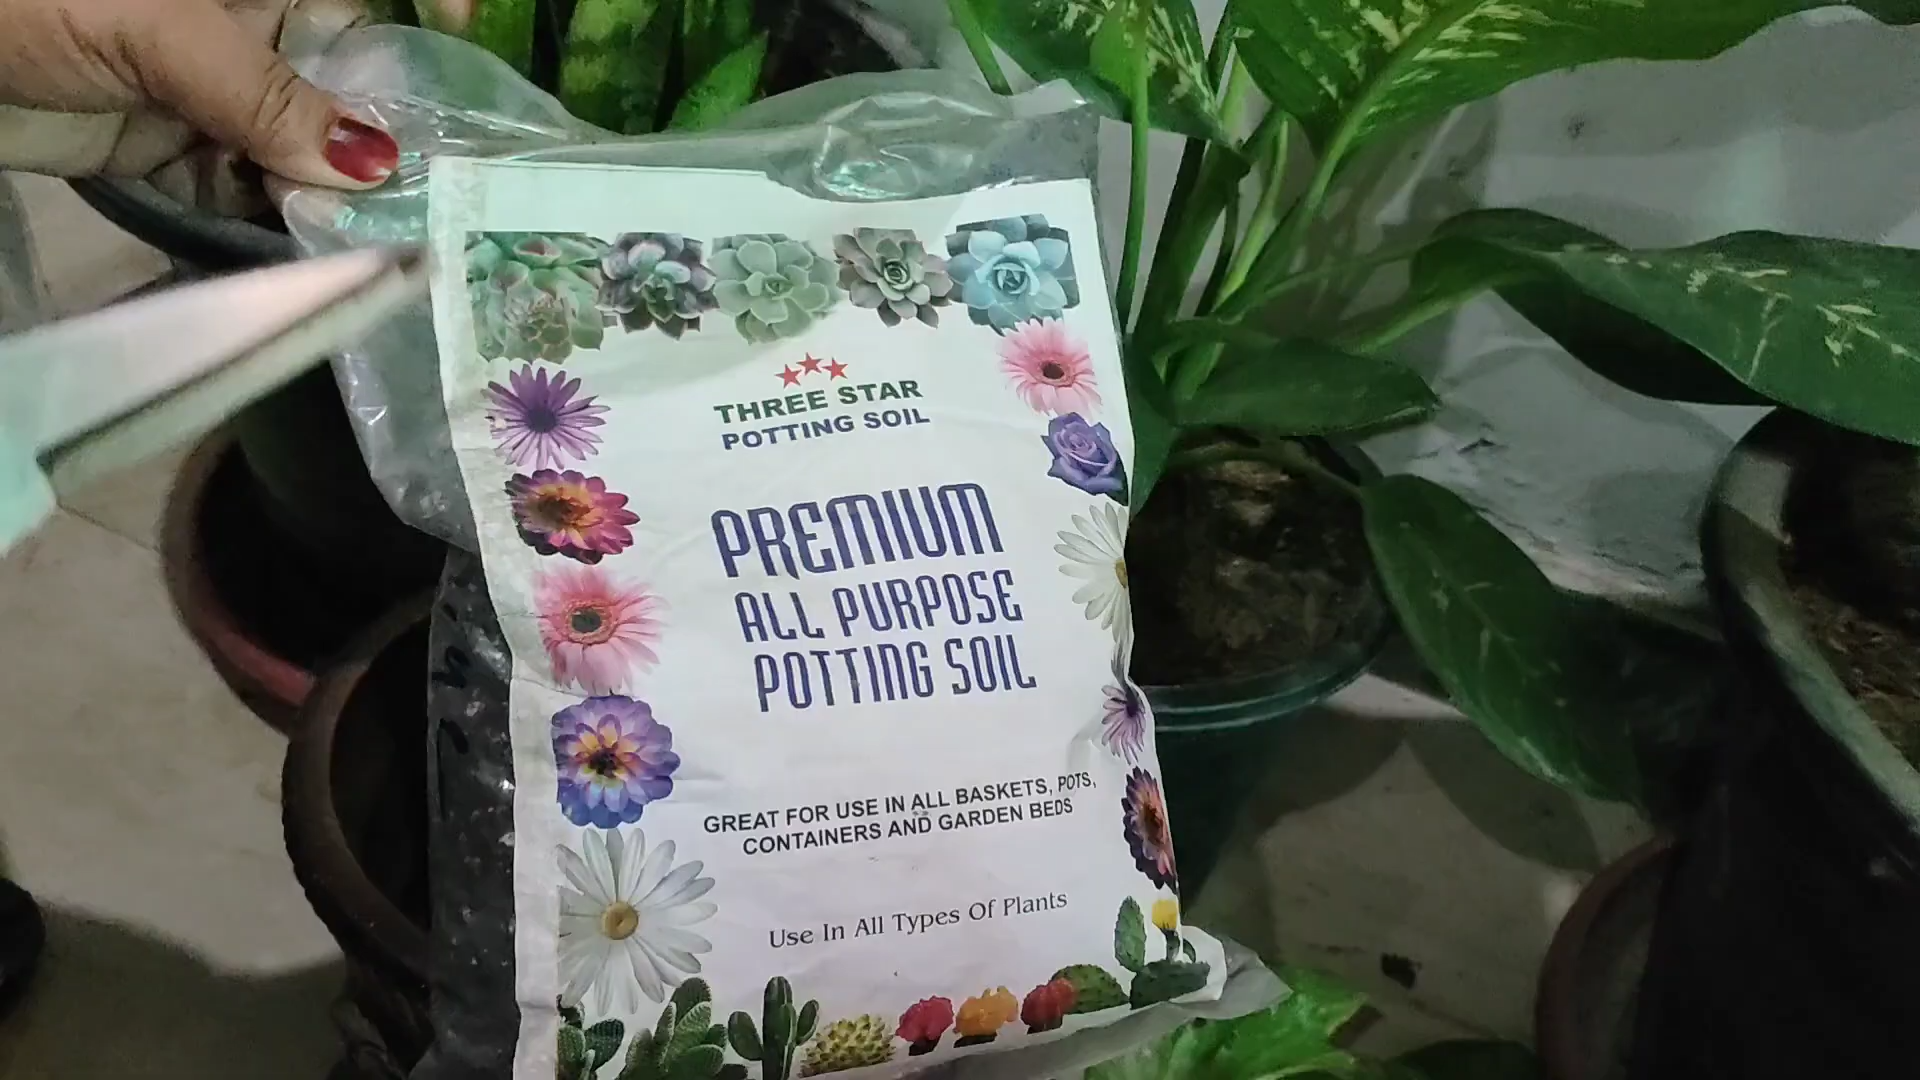 THREE STAR
POTTING SOIL
PREMIUM
ALL PURPOSE
POTTING SOIL
GREAT FOR USE IN ALL BASKETS, POTS,
CONTAINERS AND GARDEN BEDS
Use In All Types Of Plants